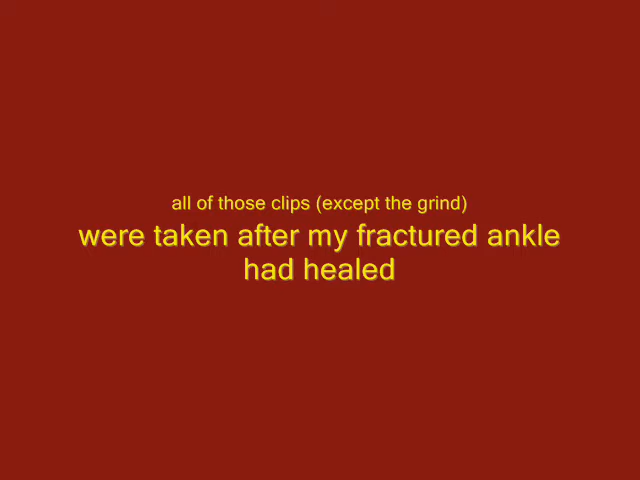 all of those clips (except the grind)
were taken after my fractured ankle
had healed